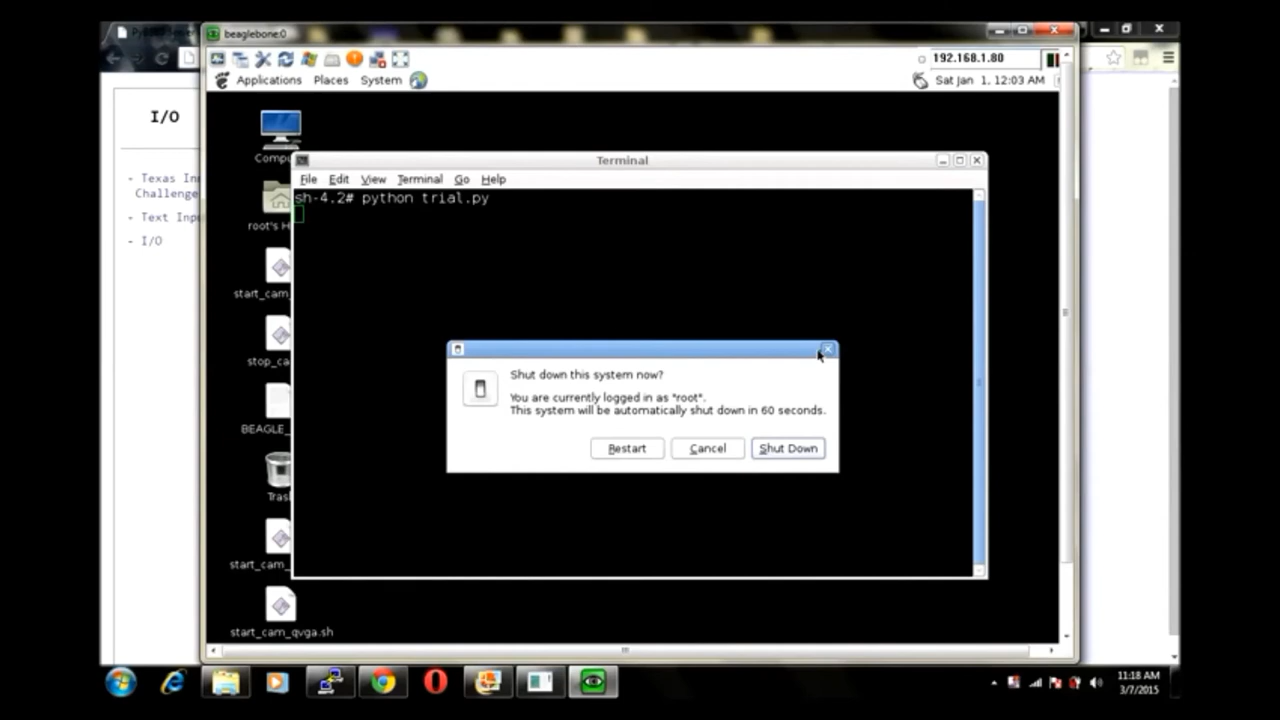 beaglebone:0
192.168.1.80
Applications Places System
Sat Jan 1, 12:03 AM
I/O
- Texas
Challenge
- Text
- I/O
root's
start_cam_
BEAGLE_
start_cam_
start_cam_qvga.sh
Terminal
File Edit View Terminal Go Help
sh-4.2# python trial.py
Shut down this system now?
You are currently logged in as "root".
This system will be automatically shut down in 60 seconds.
Restart Cancel Shut Down
11:18 AM
3/7/2015